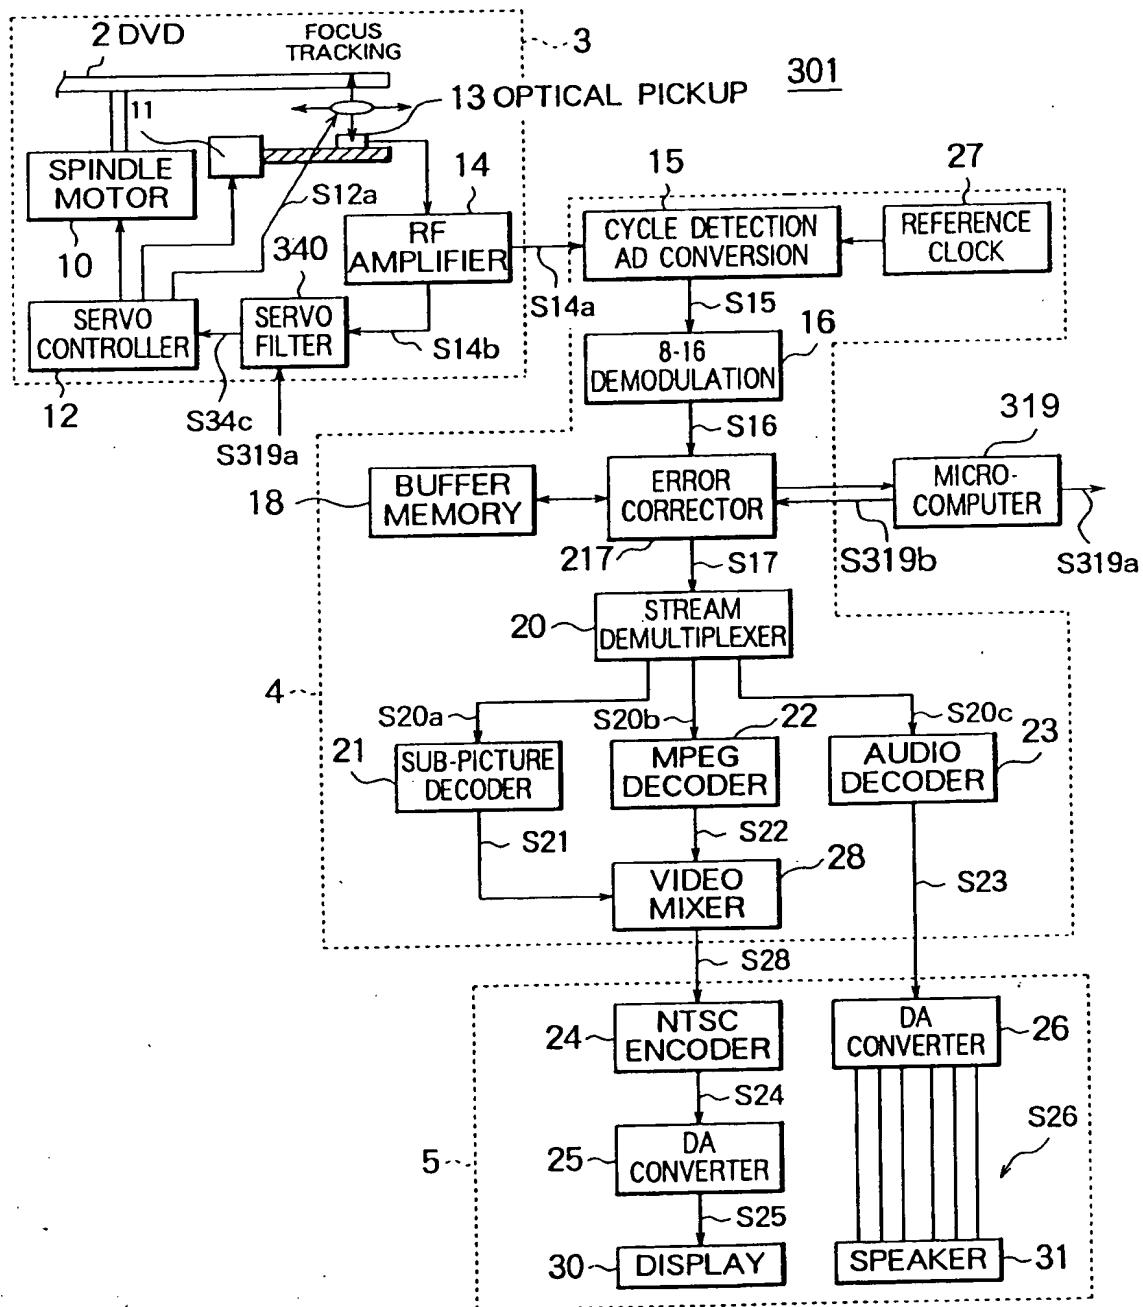 2 DVD
FOCUS
TRACKING
3
301
11
13 OPTICAL PICKUP
SPINDLE
MOTOR
10
S12a
14
RF
AMPLIFIER
S14a
15
CYCLE DETECTION
AD CONVERSION
27
REFERENCE
CLOCK
340
SERVO
CONTROLLER
12
SERVO
FILTER
S14b
S34c
S319a
S15
8-16
DEMODULATION
16
S16
18
BUFFER
MEMORY
ERROR
CORRECTOR
217
319
MICRO-
COMPUTER
S319b
S319a
S17
20
STREAM
DEMULTIPLEXER
4
S20a
S20b
S20c
21
SUB-PICTURE
DECODER
22
MPEG
DECODER
23
AUDIO
DECODER
S21
S22
S23
28
VIDEO
MIXER
S28
24
NTSC
ENCODER
DA
CONVERTER
26
S24
S26
5
25
DA
CONVERTER
S25
30
DISPLAY
SPEAKER
31